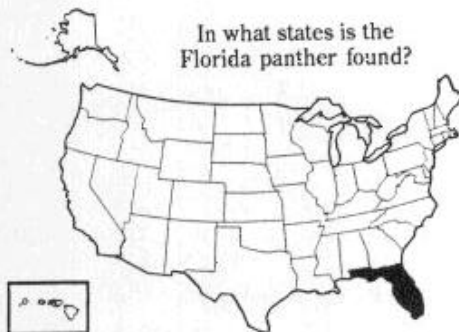 In what states is the
Florida panther found?